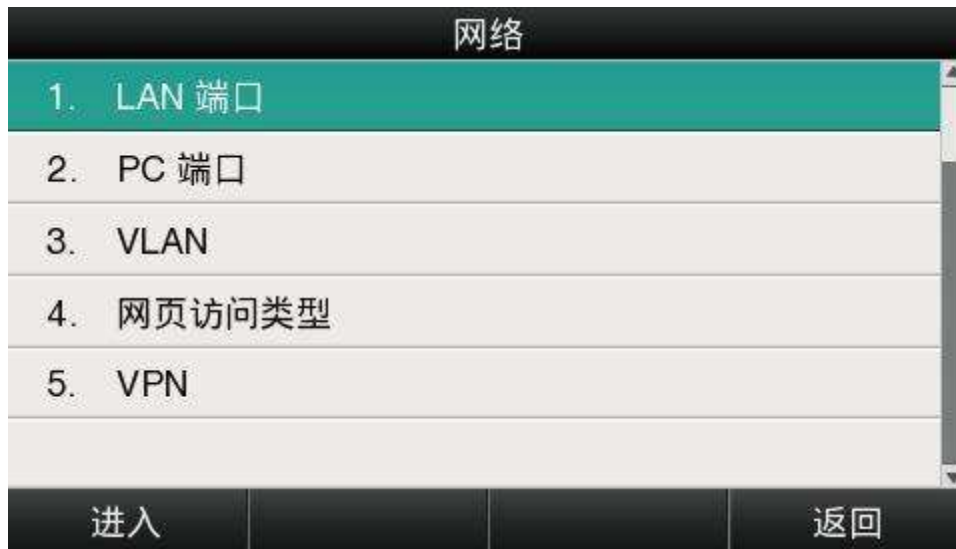 网络
1. LAN 端口
2. PC 端口
3. VLAN
4. 网页访问类型
5. VPN
进入 返回